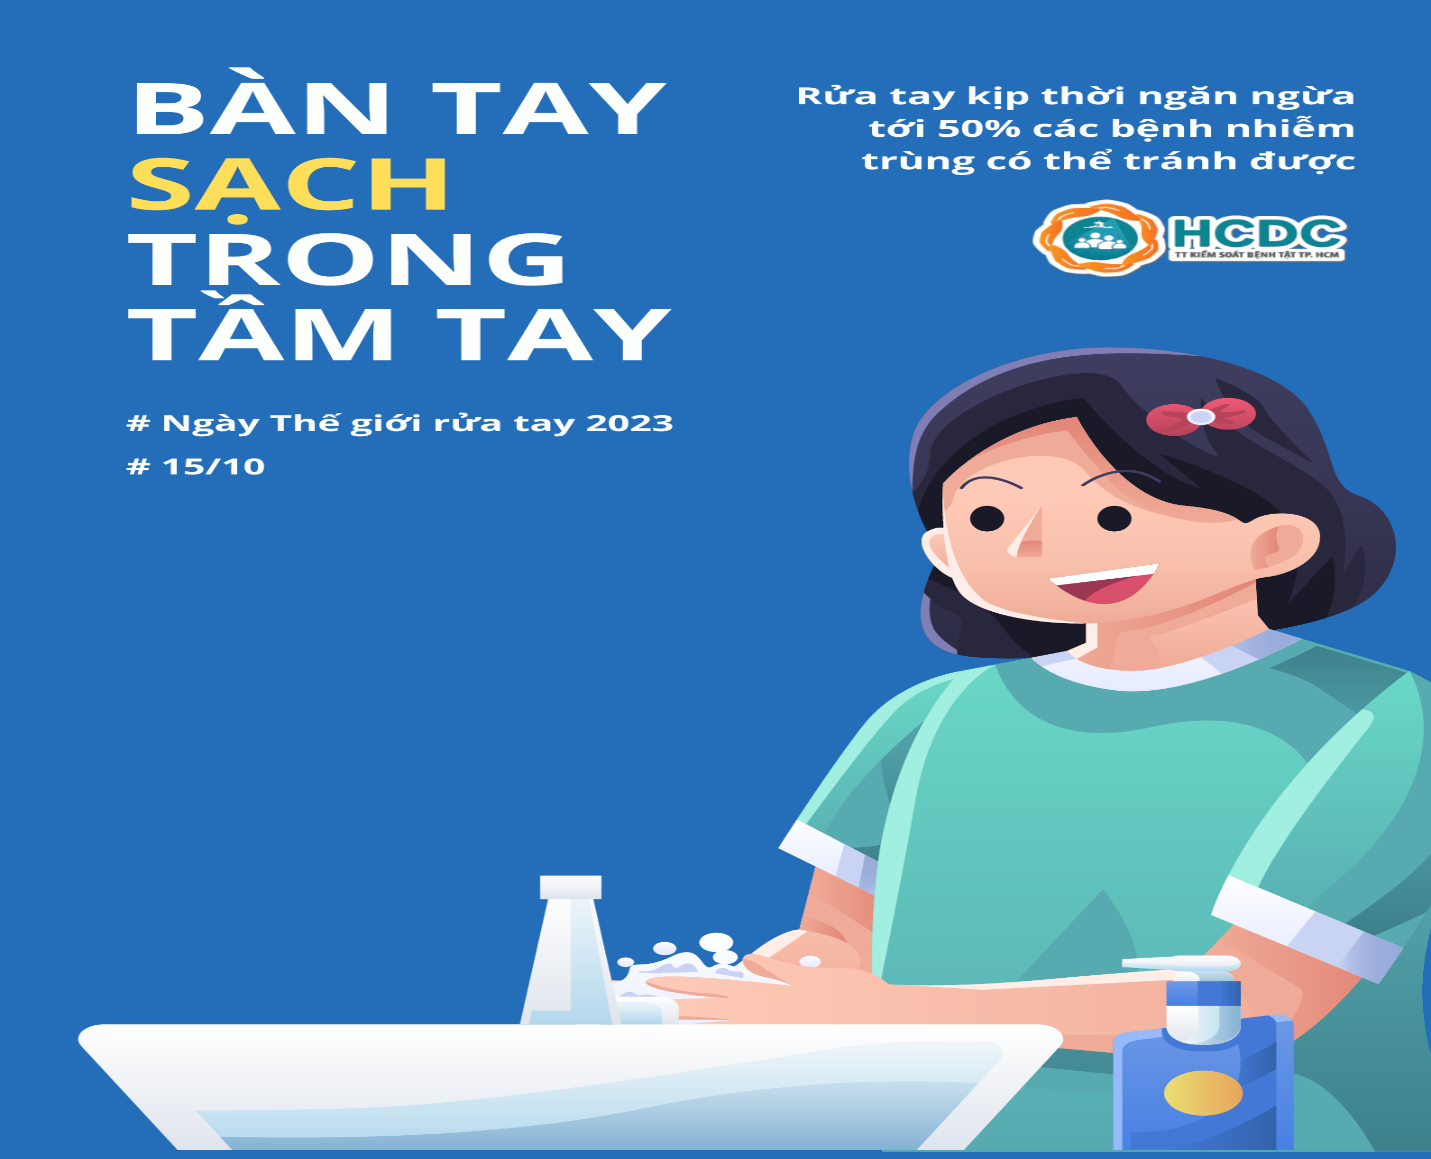 BÀN TAY
SẠCH
TRONG
TẦM TAY
# Ngày Thế giới rửa tay 2023
# 15/10
Rửa tay kịp thời ngăn ngừa
tới 50% các bệnh nhiễm
trùng có thể tránh được
HCDC
TT KIỂM SOÁT BỆNH TẬT TP. HCM